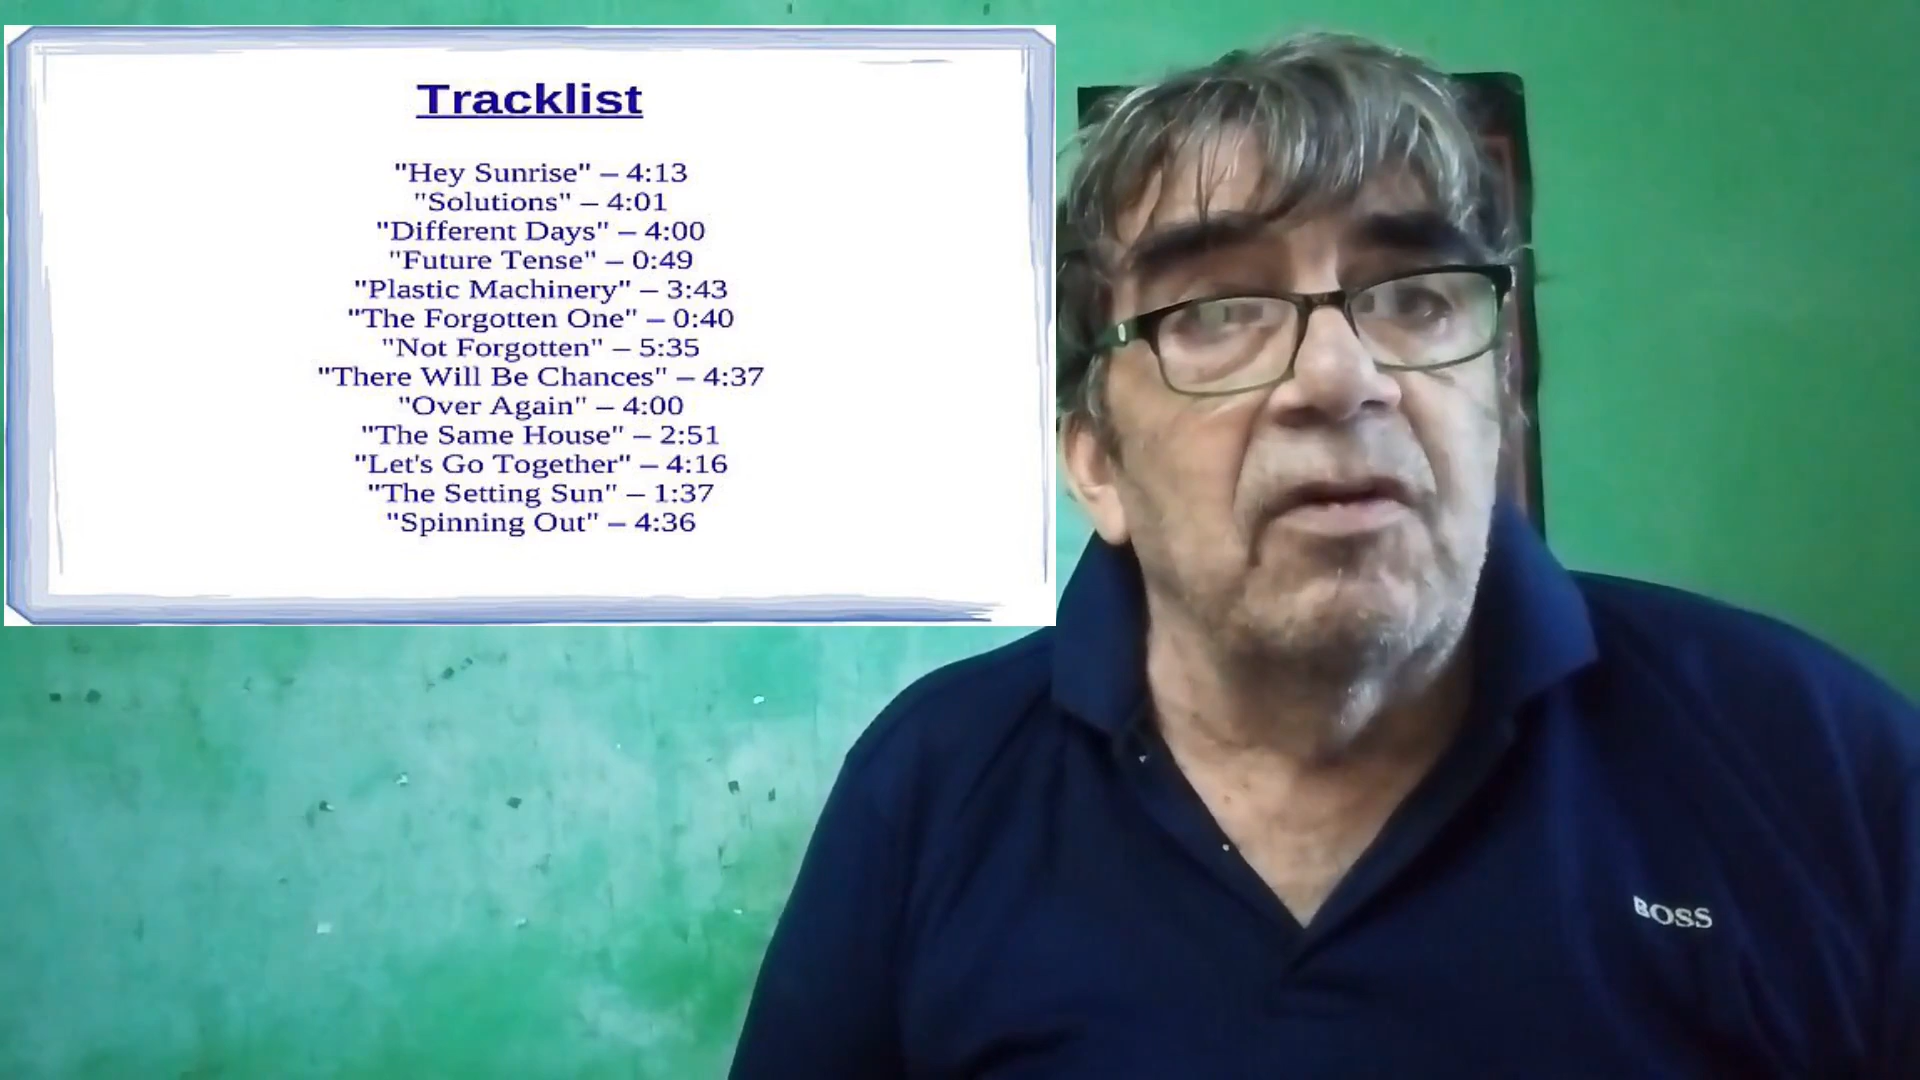 Tracklist
"Hey Sunrise" – 4:13
"Solutions" – 4:01
"Different Days" – 4:00
"Future Tense" – 0:49
"Plastic Machinery" – 3:43
"The Forgotten One" – 0:40
"Not Forgotten" – 5:35
"There Will Be Chances" – 4:37
"Over Again" – 4:00
"The Same House" – 2:51
"Let's Go Together" – 4:16
"The Setting Sun" – 1:37
"Spinning Out" – 4:36
BOSS